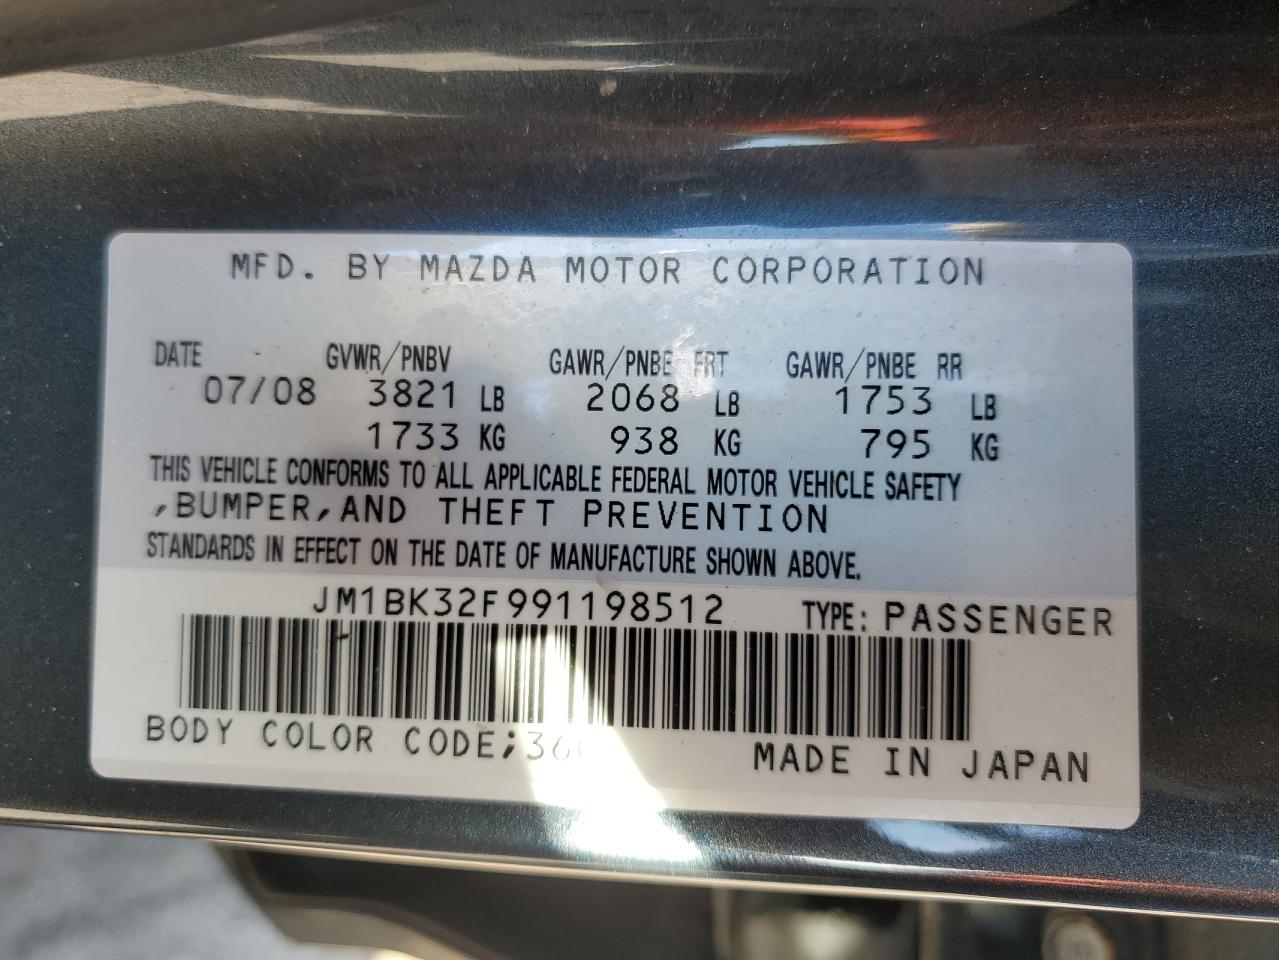 MFD. BY MAZDA MOTOR CORPORATION
DATE GVWR/PNBV GAWR/PNBE FRT GAWR/PNBE RR
07/08 3821 LB 2068 LB 1753 LB
1733 KG 938 KG 795 KG
THIS VEHICLE CONFORMS TO ALL APPLICABLE FEDERAL MOTOR VEHICLE SAFETY
,BUMPER,AND THEFT PREVENTION
STANDARDS IN EFFECT ON THE DATE OF MANUFACTURE SHOWN ABOVE.
JM1BK32F991198512 TYPE: PASSENGER
BODY COLOR CODE; MADE IN JAPAN